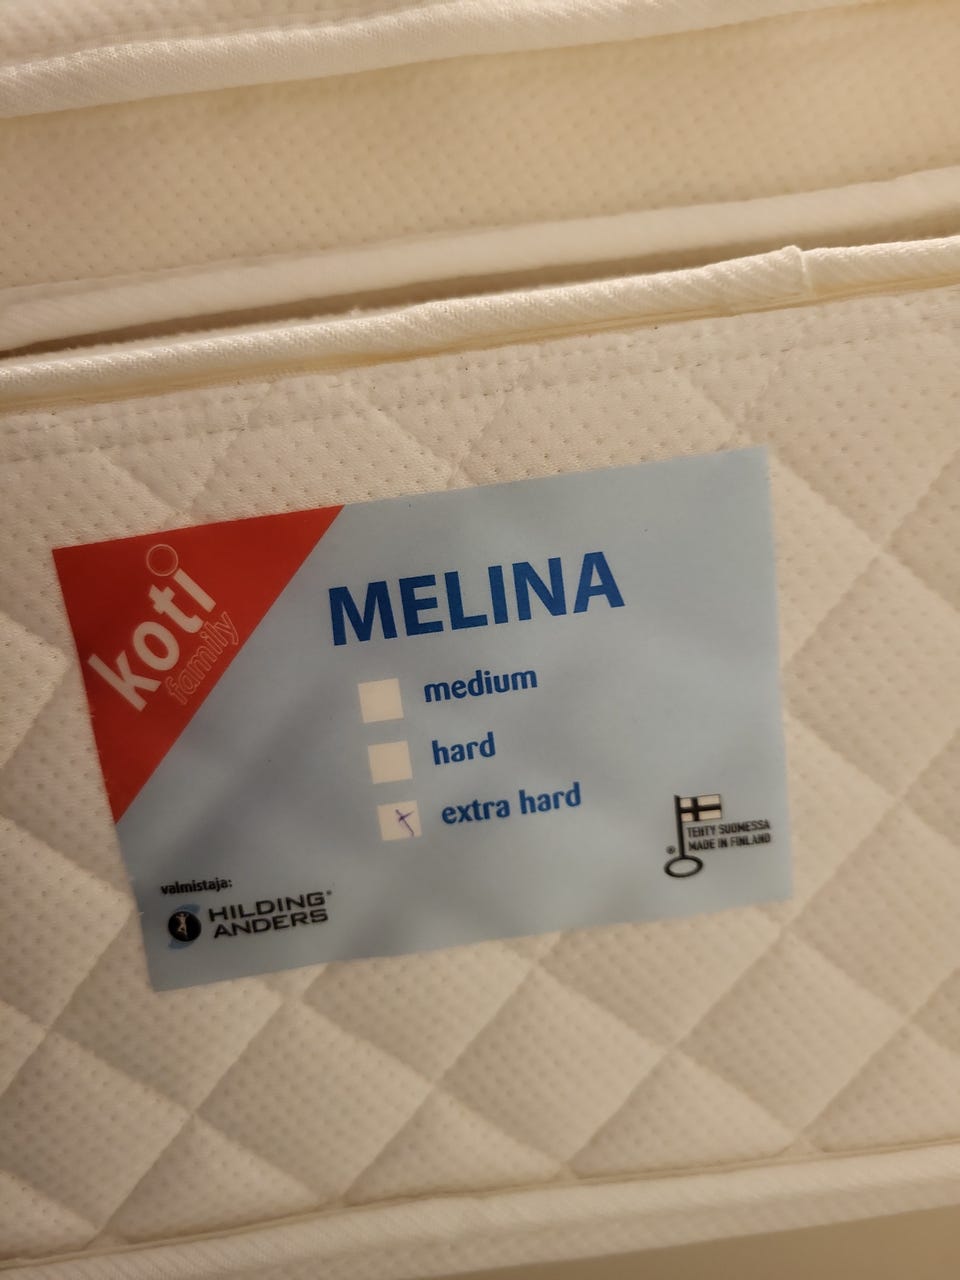 koti
family
MELINA
medium
hard
extra hard
valmistaja:
HILDING®
ANDERS
®
TEHTY SUOMESSA
MADE IN FINLAND